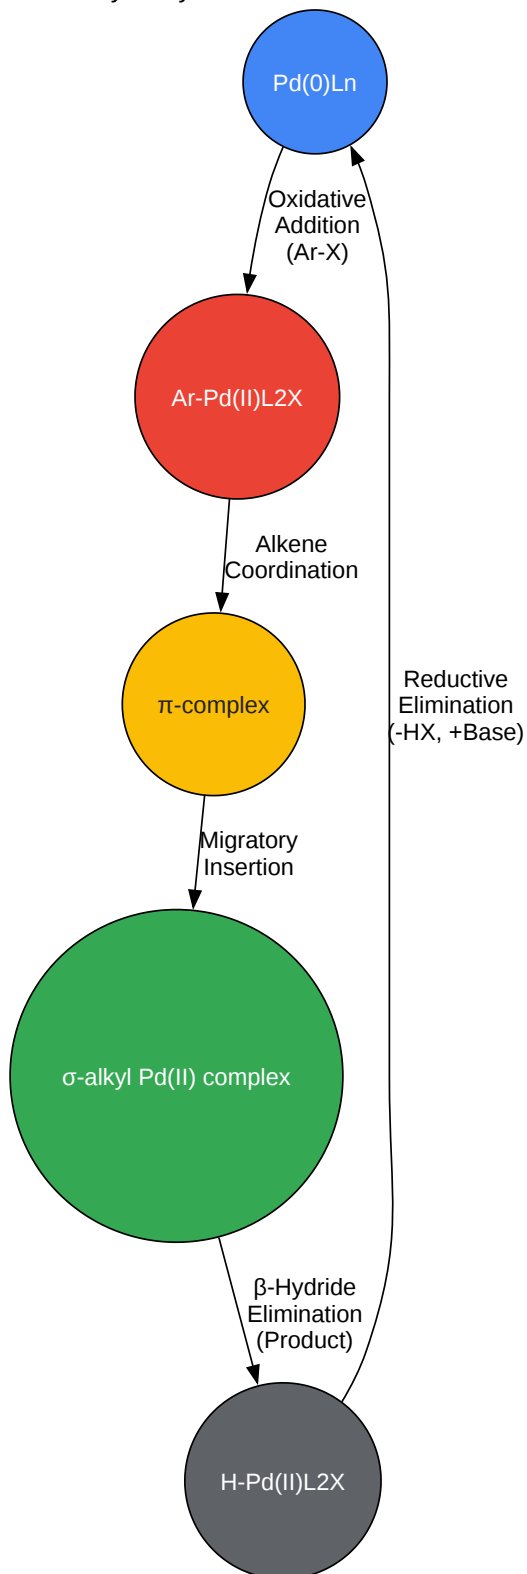 Pd(0)Ln
Oxidative
Addition
(Ar-X)
Ar-Pd(II)L2X
Alkene
Coordination
π-complex
Reductive
Elimination
(-HX, +Base)
Migratory
Insertion
σ-alkyl Pd(II) complex
β-Hydride
Elimination
(Product)
H-Pd(II)L2X